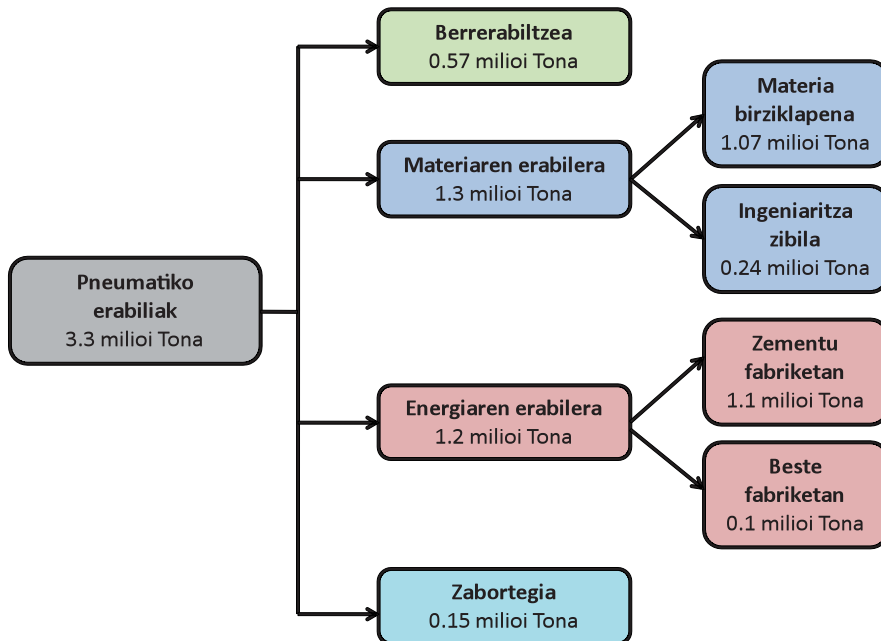 Pneumatiko
erabiliak
3.3 milioi Tona
Berrerabiltzea
0.57 milioi Tona
Materiaren erabilera
1.3 milioi Tona
Materia
birziklapena
1.07 milioi Tona
Ingeniaritza
zibila
0.24 milioi Tona
Energiaren erabilera
1.2 milioi Tona
Zementu
fabriketan
1.1 milioi Tona
Beste
fabriketan
0.1 milioi Tona
Zabortegia
0.15 milioi Tona